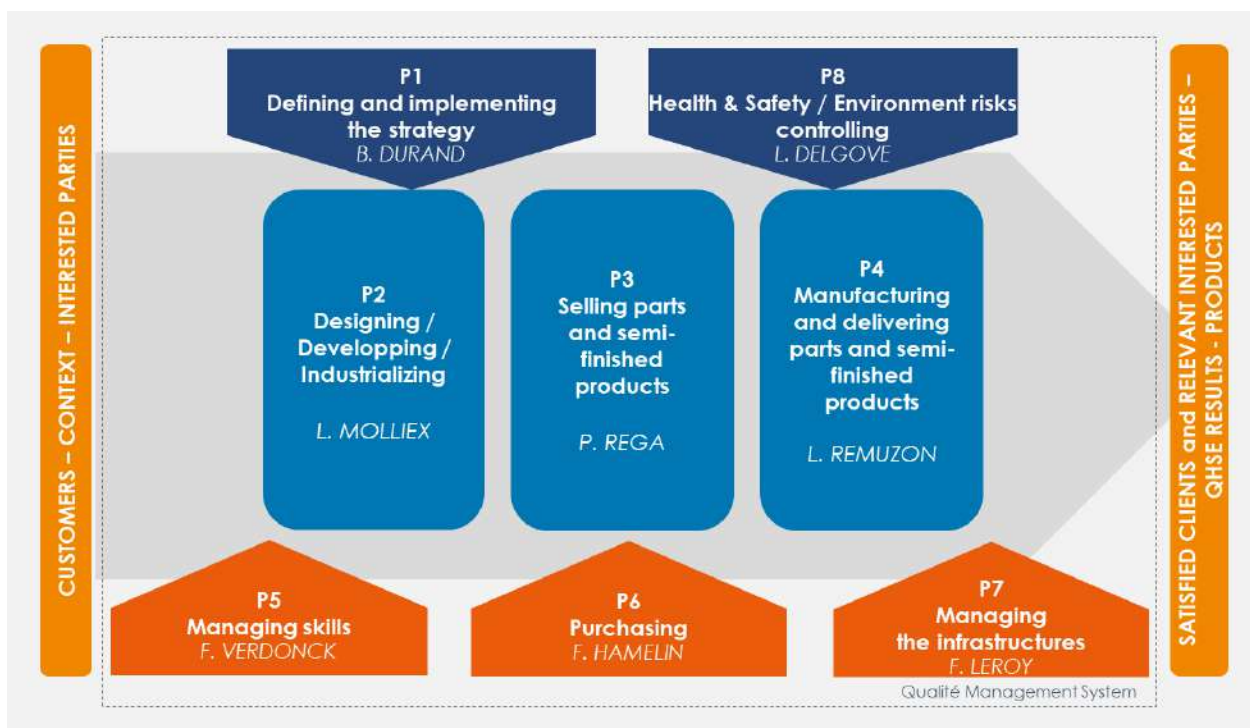 CUSTOMERS – CONTEXT – INTERESTED PARTIES
P1
Defining and implementing
the strategy
B. DURAND
P8
Health & Safety / Environment risks
controlling
L. DELGOVE
P2
Designing /
Developping /
Industrializing
L. MOLLIEX
P3
Selling parts
and semi-
finished
products
P. REGA
P4
Manufacturing
and delivering
parts and semi-
finished
products
L. REMUZON
P5
Managing skills
F. VERDONCK
P6
Purchasing
F. HAMELIN
P7
Managing
the infrastructures
F. LEROY
Qualité Management System
SATISFIED CLIENTS and RELEVANT INTERESTED PARTIES –
QHSE RESULTS - PRODUCTS